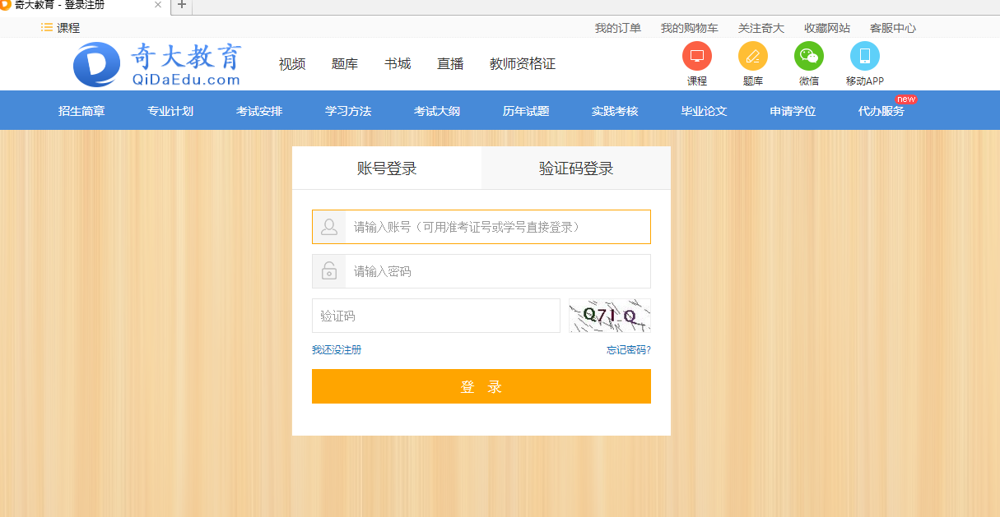 奇大教育 - 登录注册
课程 我的订单 我的购物车 关注奇大 收藏网站 客服中心
奇大教育
QiDaEdu.com
视频 题库 书城 直播 教师资格证
课程 题库 微信 移动APP
new
招生简章 专业计划 考试安排 学习方法 考试大纲 历年试题 实践考核 毕业论文 申请学位 代办服务
账号登录 验证码登录
请输入账号（可用准考证号或学号直接登录）
请输入密码
验证码 Q7IQ
我还没注册 忘记密码?
登 录